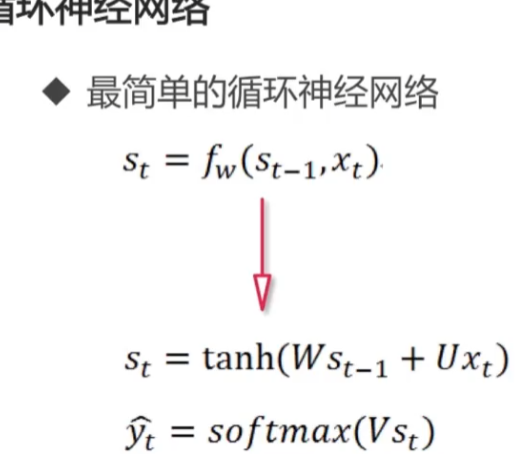 循环神经网络
◆ 最简单的循环神经网络
s_t = f_w(s_{t-1}, x_t)
s_t = tanh(Ws_{t-1} + Ux_t)
ŷ_t = softmax(Vs_t)